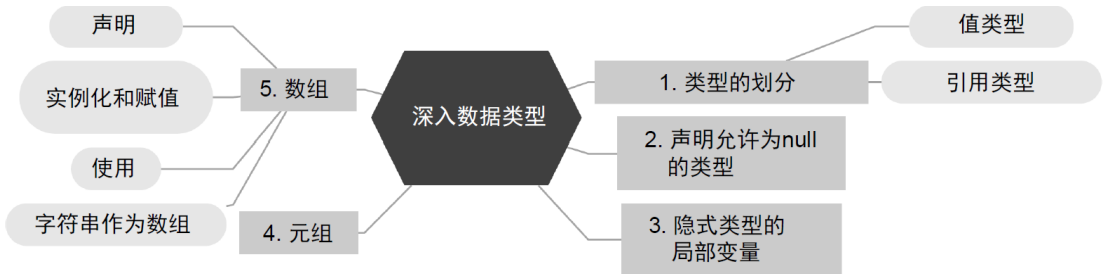 深入数据类型
1. 类型的划分
值类型
引用类型
2. 声明允许为null
的类型
3. 隐式类型的
局部变量
4. 元组
5. 数组
声明
实例化和赋值
使用
字符串作为数组